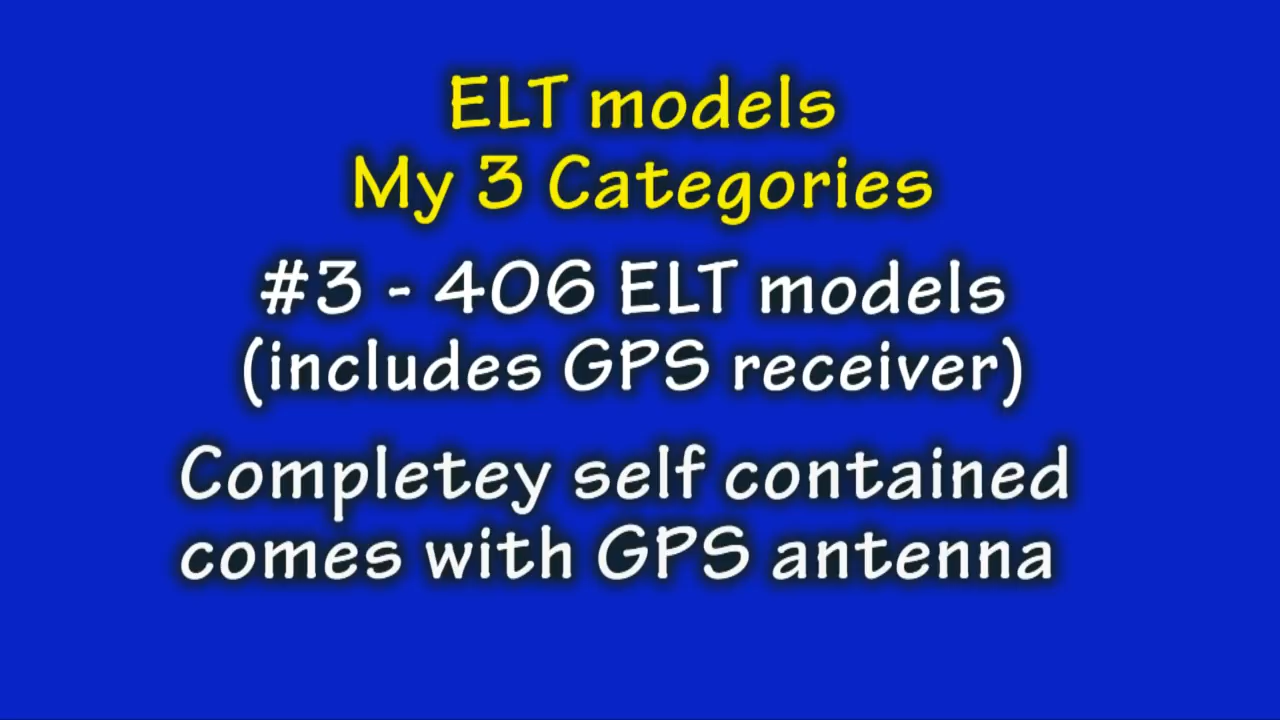 ELT models
My 3 Categories
#3 - 406 ELT models
(includes GPS receiver)
Completey self contained
comes with GPS antenna